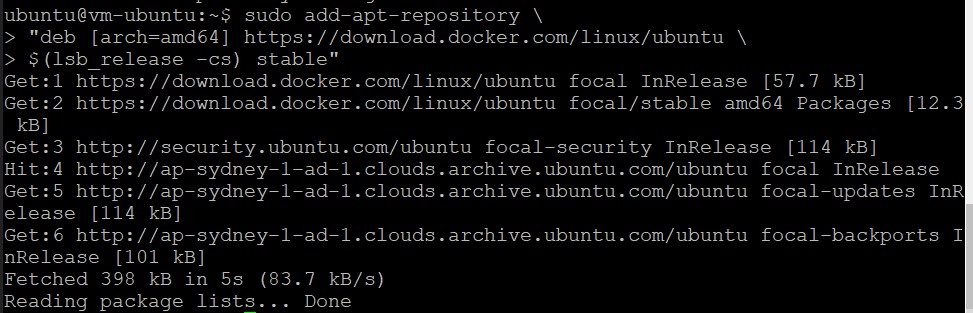 ubuntu@vm-ubuntu:~$ sudo add-apt-repository \
> "deb [arch=amd64] https://download.docker.com/linux/ubuntu \
> $(lsb_release -cs) stable"
Get:1 https://download.docker.com/linux/ubuntu focal InRelease [57.7 kB]
Get:2 https://download.docker.com/linux/ubuntu focal/stable amd64 Packages [12.3
 kB]
Get:3 http://security.ubuntu.com/ubuntu focal-security InRelease [114 kB]
Hit:4 http://ap-sydney-1-ad-1.clouds.archive.ubuntu.com/ubuntu focal InRelease
Get:5 http://ap-sydney-1-ad-1.clouds.archive.ubuntu.com/ubuntu focal-updates InR
elease [114 kB]
Get:6 http://ap-sydney-1-ad-1.clouds.archive.ubuntu.com/ubuntu focal-backports I
nRelease [101 kB]
Fetched 398 kB in 5s (83.7 kB/s)
Reading package lists... Done